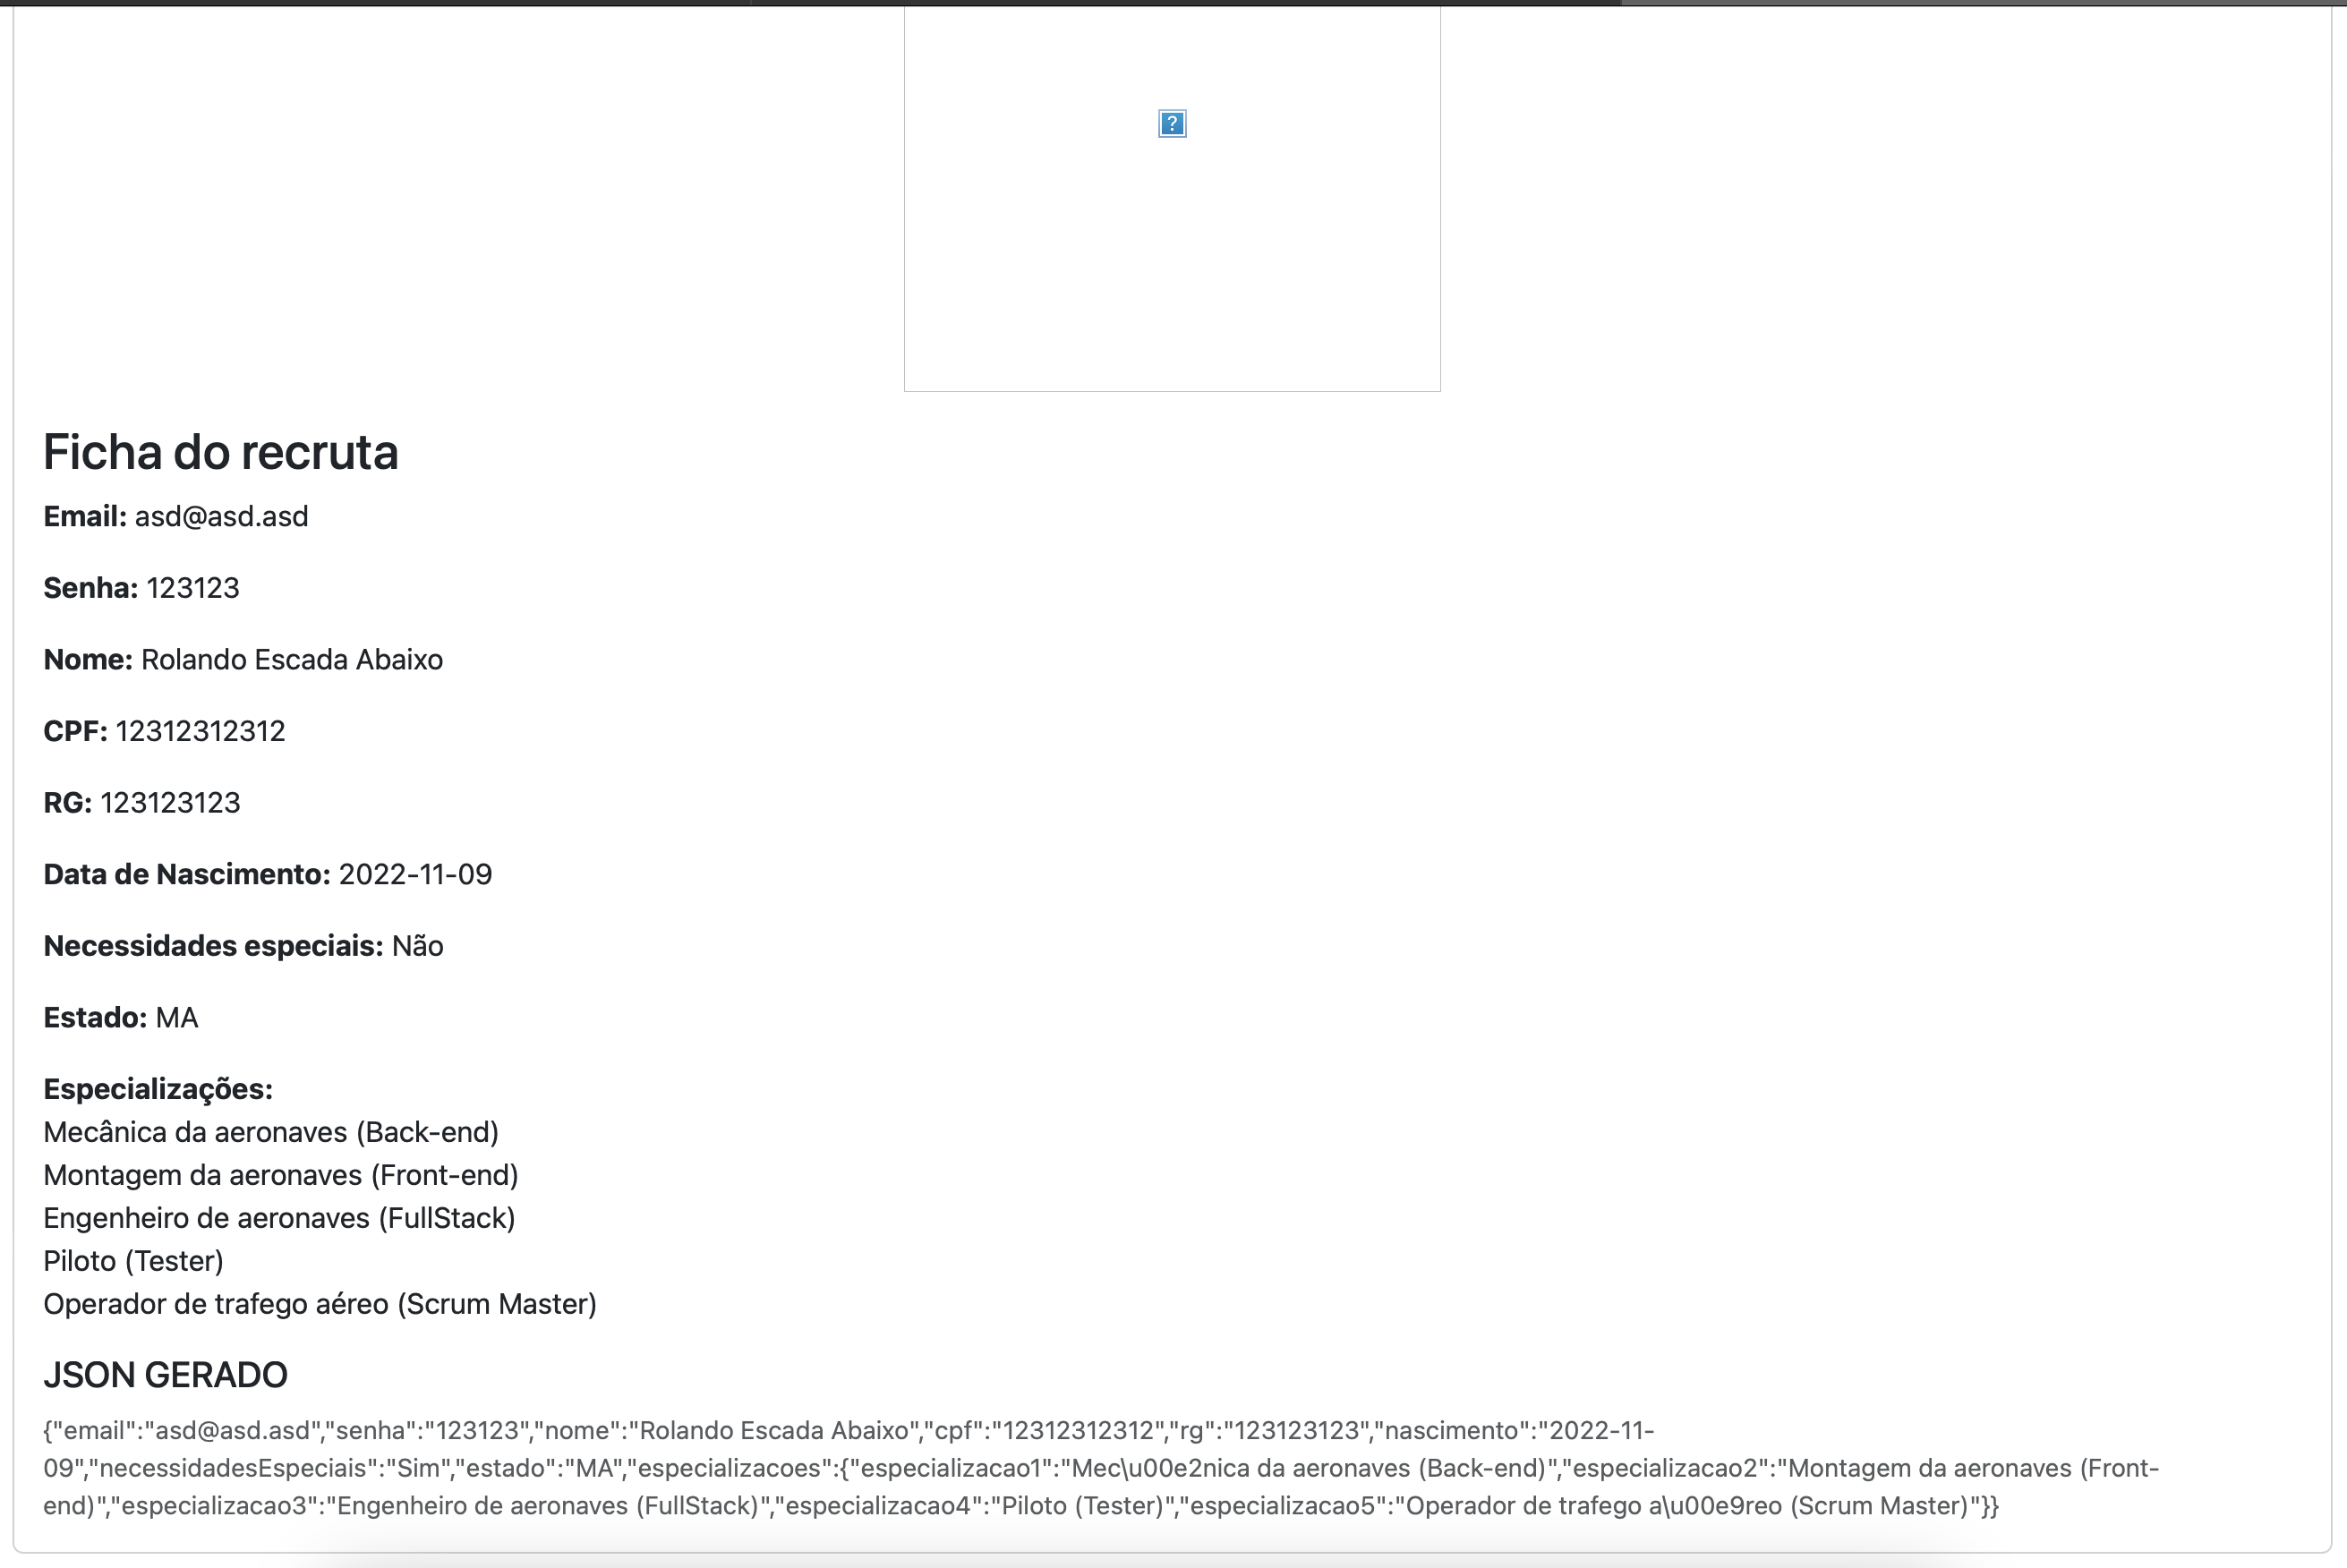 ?
Ficha do recruta
Email: asd@asd.asd
Senha: 123123
Nome: Rolando Escada Abaixo
CPF: 12312312312
RG: 123123123
Data de Nascimento: 2022-11-09
Necessidades especiais: Não
Estado: MA
Especializações:
Mecânica da aeronaves (Back-end)
Montagem da aeronaves (Front-end)
Engenheiro de aeronaves (FullStack)
Piloto (Tester)
Operador de trafego aéreo (Scrum Master)
JSON GERADO
{"email":"asd@asd.asd","senha":"123123","nome":"Rolando Escada Abaixo","cpf":"12312312312","rg":"123123123","nascimento":"2022-11-
09","necessidadesEspeciais":"Sim","estado":"MA","especializacoes":{"especializacao1":"Mec\u00e2nica da aeronaves (Back-end)","especializacao2":"Montagem da aeronaves (Front-
end)","especializacao3":"Engenheiro de aeronaves (FullStack)","especializacao4":"Piloto (Tester)","especializacao5":"Operador de trafego a\u00e9reo (Scrum Master)"}}